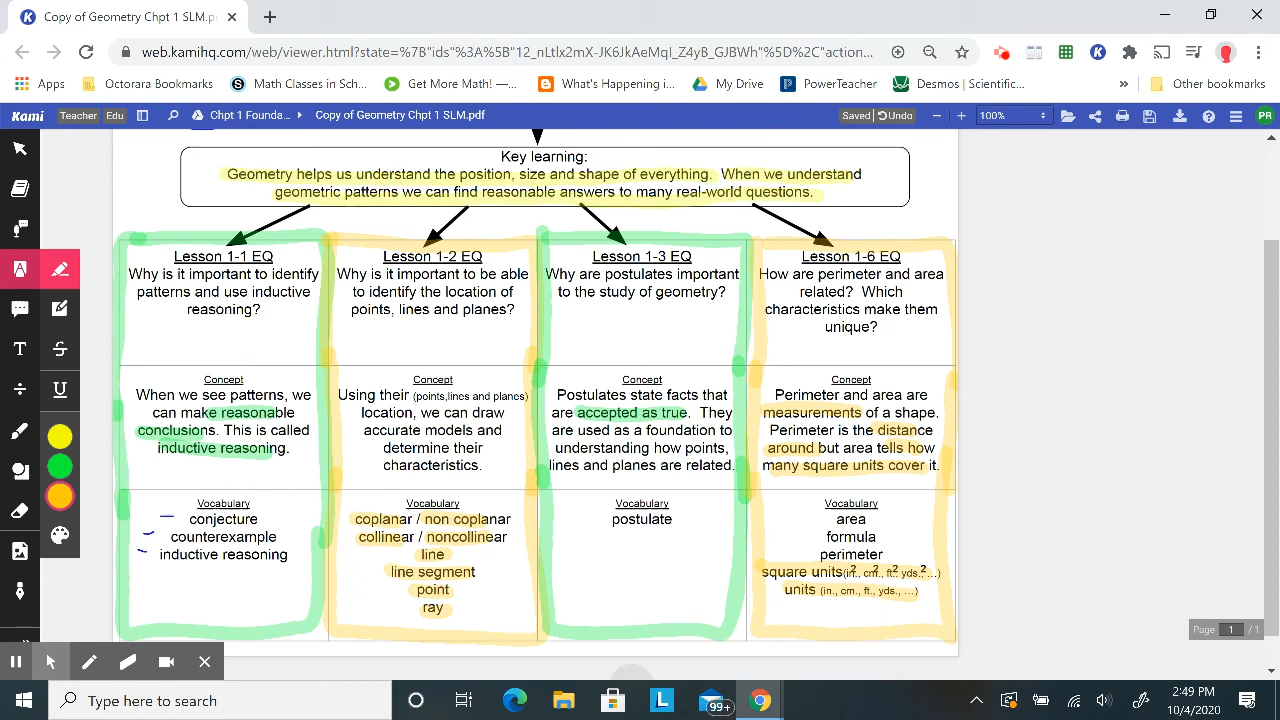 Copy of Geometry Chpt 1 SLM.pd
web.kamihq.com/web/viewer.html?state=%7B"ids"%3A%5B"12_nLtIx2mX-JK6JkAeMqI_Z4yB_GJBWVi"%5D%2C"action...
Apps
Octorara Bookmarks
Math Classes in Sch...
Get More Math! —...
What's Happening i...
My Drive
PowerTeacher
Desmos | Scientific...
Other bookmarks
Kami
Teacher
Edu
Chpt 1 Founda...
Copy of Geometry Chpt 1 SLM.pdf
Saved
Undo
100%
PR
Key learning:
Geometry helps us understand the position, size and shape of everything. When we understand
geometric patterns we can find reasonable answers to many real-world questions.
Lesson 1-1 EQ
Why is it important to identify
patterns and use inductive
reasoning?
Lesson 1-2 EQ
Why is it important to be able
to identify the location of
points, lines and planes?
Lesson 1-3 EQ
Why are postulates important
to the study of geometry?
Lesson 1-6 EQ
How are perimeter and area
related? Which
characteristics make them
unique?
Concept
When we see patterns, we
can make reasonable
conclusions. This is called
inductive reasoning.
Concept
Using their (points,lines and planes)
location, we can draw
accurate models and
determine their
characteristics.
Concept
Postulates state facts that
are accepted as true. They
are used as a foundation to
understanding how points,
lines and planes are related.
Concept
Perimeter and area are
measurements of a shape.
Perimeter is the distance
around but area tells how
many square units cover it.
Vocabulary
conjecture
counterexample
inductive reasoning
Vocabulary
coplanar / non coplanar
collinear / noncollinear
line
line segment
point
ray
Vocabulary
postulate
Vocabulary
area
formula
perimeter
square units(in.², cm.², ft.², yds.,² ...)
units (in., cm., ft., yds., ...)
Page 1 / 1
Type here to search
99+
2:49 PM
10/4/2020